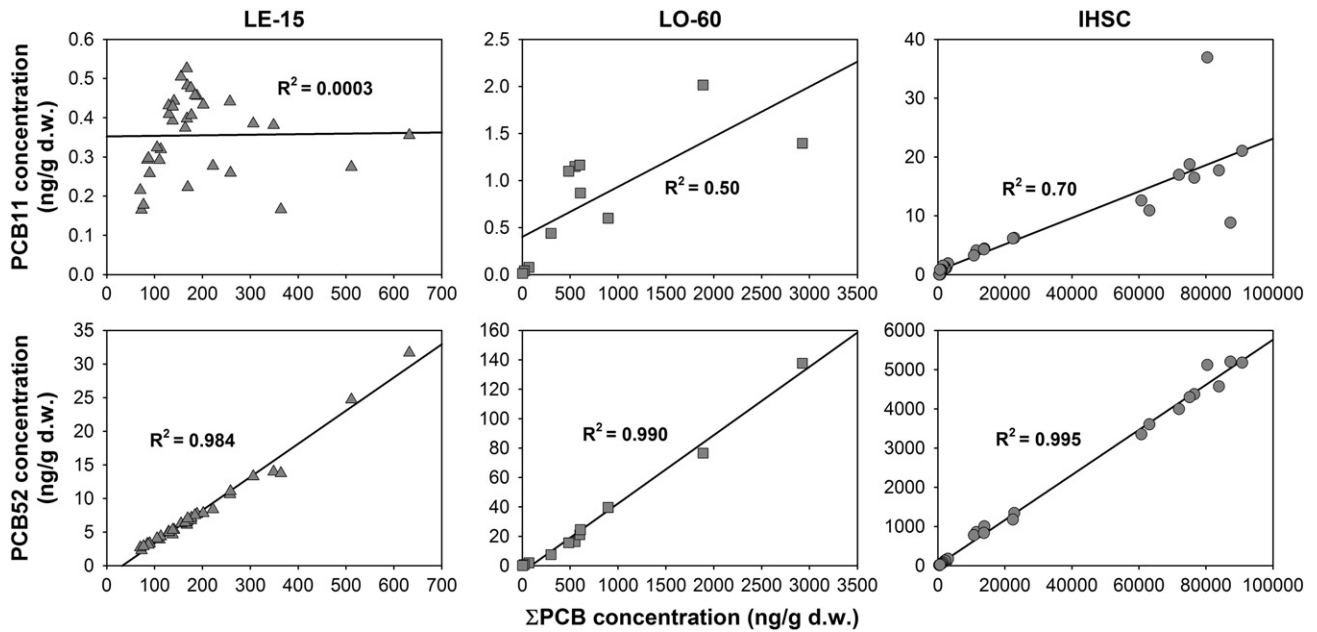 LE-15
LO-60
IHSC
PCB11 concentration
(ng/g d.w.)
0.6
0.5
0.4
0.3
0.2
0.1
0.0
R² = 0.0003
0 100 200 300 400 500 600 700
2.5
2.0
1.5
1.0
0.5
0.0
R² = 0.50
0 500 1000 1500 2000 2500 3000 3500
40
30
20
10
0
R² = 0.70
0 20000 40000 60000 80000 100000
PCB52 concentration
(ng/g d.w.)
35
30
25
20
15
10
5
0
R² = 0.984
0 100 200 300 400 500 600 700
160
140
120
100
80
60
40
20
0
R² = 0.990
0 500 1000 1500 2000 2500 3000 3500
6000
5000
4000
3000
2000
1000
0
R² = 0.995
0 20000 40000 60000 80000 100000
ΣPCB concentration (ng/g d.w.)